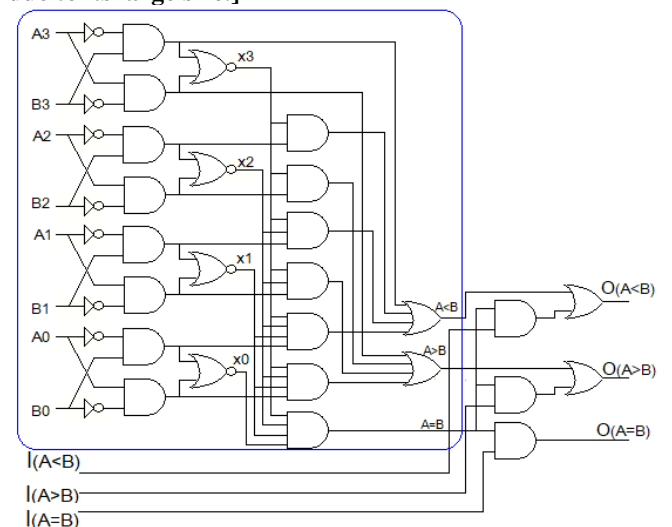 A3
x3
B3
A2
x2
B2
A1
x1
B1
A<B
O(A<B)
A0
x0
A>B
O(A>B)
B0
A=B
O(A=B)
I(A<B)
I(A>B)
I(A=B)